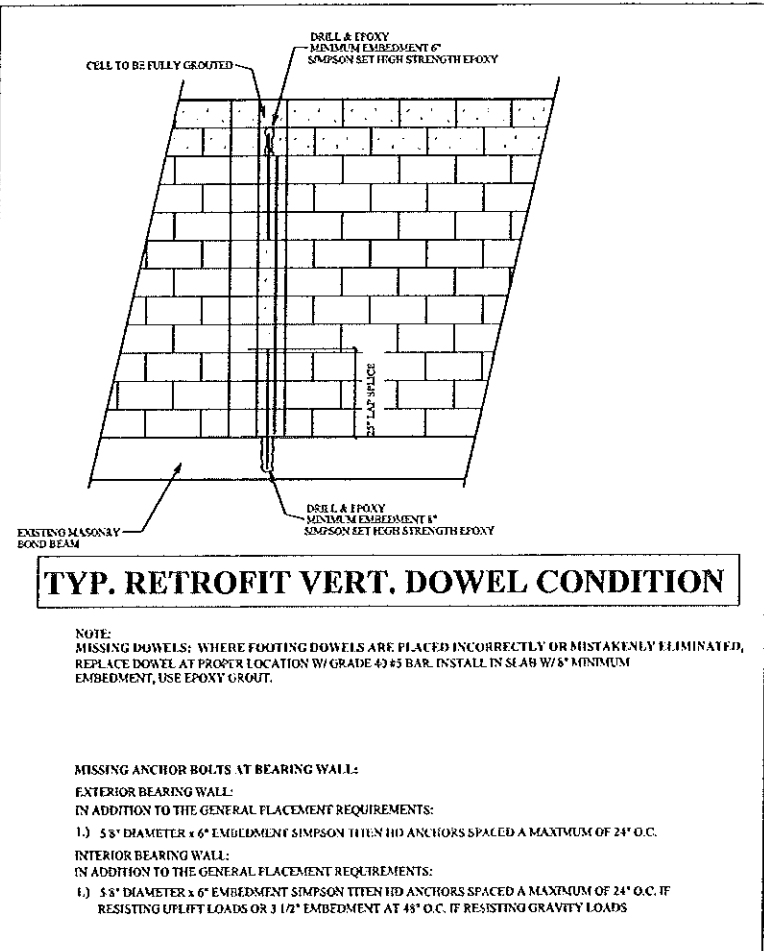 DRILL & EPOXY
MINIMUM EMBEDMENT 6"
SIMPSON SET HIGH STRENGTH EPOXY
CELL TO BE FULLY GROUTED
25" LAP SPLICE
DRILL & EPOXY
MINIMUM EMBEDMENT 8"
SIMPSON SET HIGH STRENGTH EPOXY
EXISTING MASONRY
BOND BEAM
TYP. RETROFIT VERT. DOWEL CONDITION
NOTE:
MISSING DOWELS: WHERE FOOTING DOWELS ARE PLACED INCORRECTLY OR MISTAKENLY ELIMINATED,
REPLACE DOWEL AT PROPER LOCATION W/ GRADE 40 #5 BAR. INSTALL IN SLAB W/ 8" MINIMUM
EMBEDMENT, USE EPOXY GROUT.
MISSING ANCHOR BOLTS AT BEARING WALL:
EXTERIOR BEARING WALL:
IN ADDITION TO THE GENERAL PLACEMENT REQUIREMENTS:
1.) 5/8" DIAMETER x 6" EMBEDMENT SIMPSON TITEN HD ANCHORS SPACED A MAXIMUM OF 24" O.C.
INTERIOR BEARING WALL:
IN ADDITION TO THE GENERAL PLACEMENT REQUIREMENTS:
1.) 5/8" DIAMETER x 6" EMBEDMENT SIMPSON TITEN HD ANCHORS SPACED A MAXIMUM OF 24" O.C. IF
RESISTING UPLIFT LOADS OR 3 1/2" EMBEDMENT AT 48" O.C. IF RESISTING GRAVITY LOADS